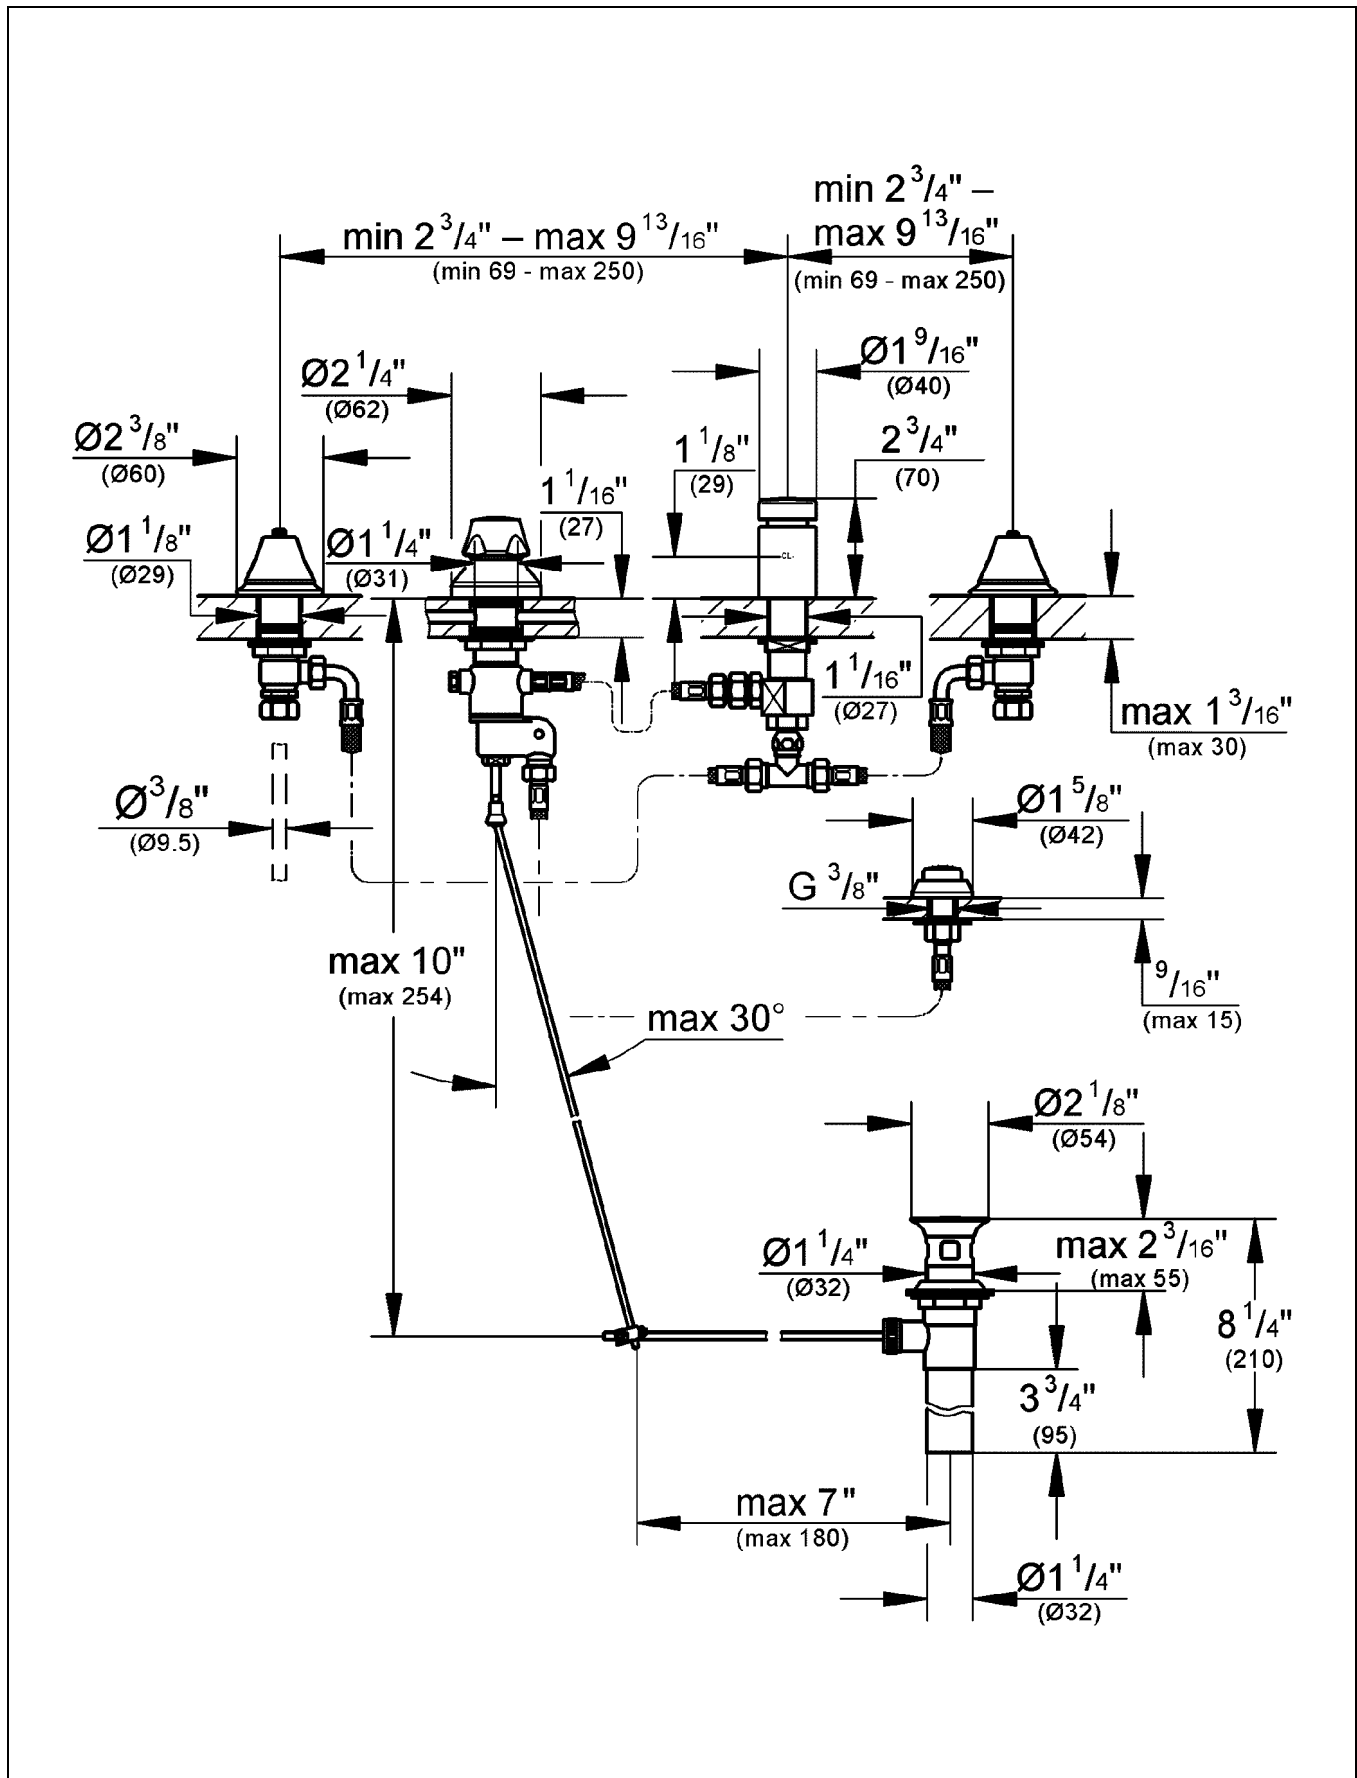 min 2 3/4" –
max 9 13/16"
(min 69 - max 250)
min 2 3/4" – max 9 13/16"
(min 69 - max 250)
Ø1 9/16"
(Ø40)
Ø2 1/4"
(Ø62)
Ø2 3/8"
(Ø60)
1 1/8"
(29)
2 3/4"
(70)
1 1/16"
(27)
Ø1 1/8"
(Ø29)
Ø1 1/4"
(Ø31)
CL.
1 1/16"
(Ø27)
max 1 3/16"
(max 30)
Ø3/8"
(Ø9.5)
Ø1 5/8"
(Ø42)
G 3/8"
max 10"
(max 254)
9/16"
(max 15)
max 30°
Ø2 1/8"
(Ø54)
Ø1 1/4"
(Ø32)
max 2 3/16"
(max 55)
8 1/4"
(210)
3 3/4"
(95)
max 7"
(max 180)
Ø1 1/4"
(Ø32)